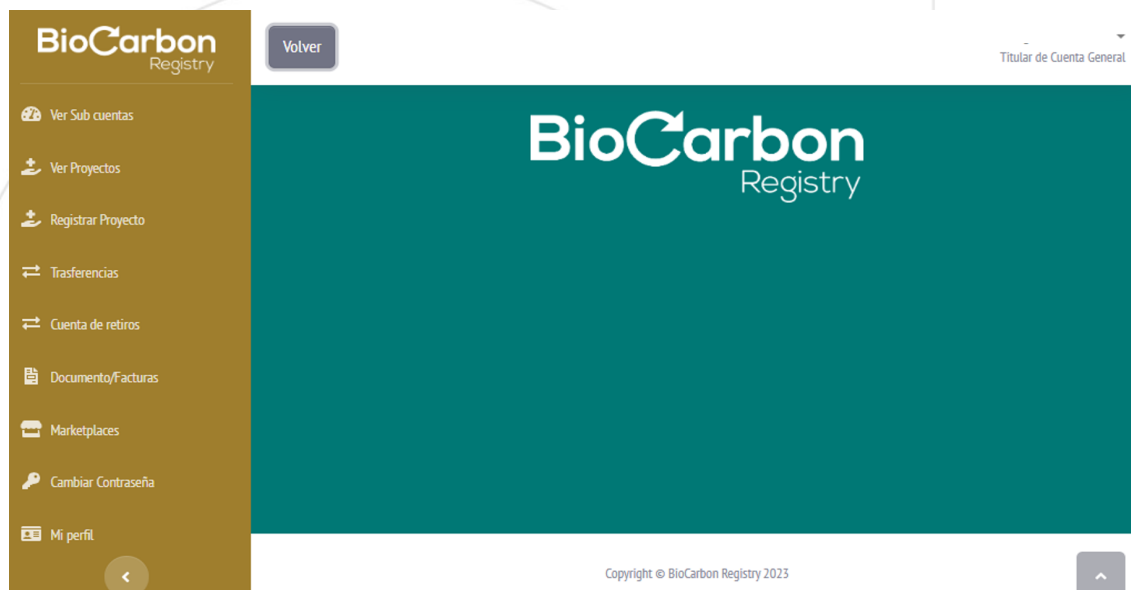 BioCarbon
Registry
Ver Sub cuentas
Ver Proyectos
Registrar Proyecto
Trasferencias
Cuenta de retiros
Documento/Facturas
Marketplaces
Cambiar Contraseña
Mi perfil
Volver
Titular de Cuenta General
BioCarbon
Registry
Copyright © BioCarbon Registry 2023